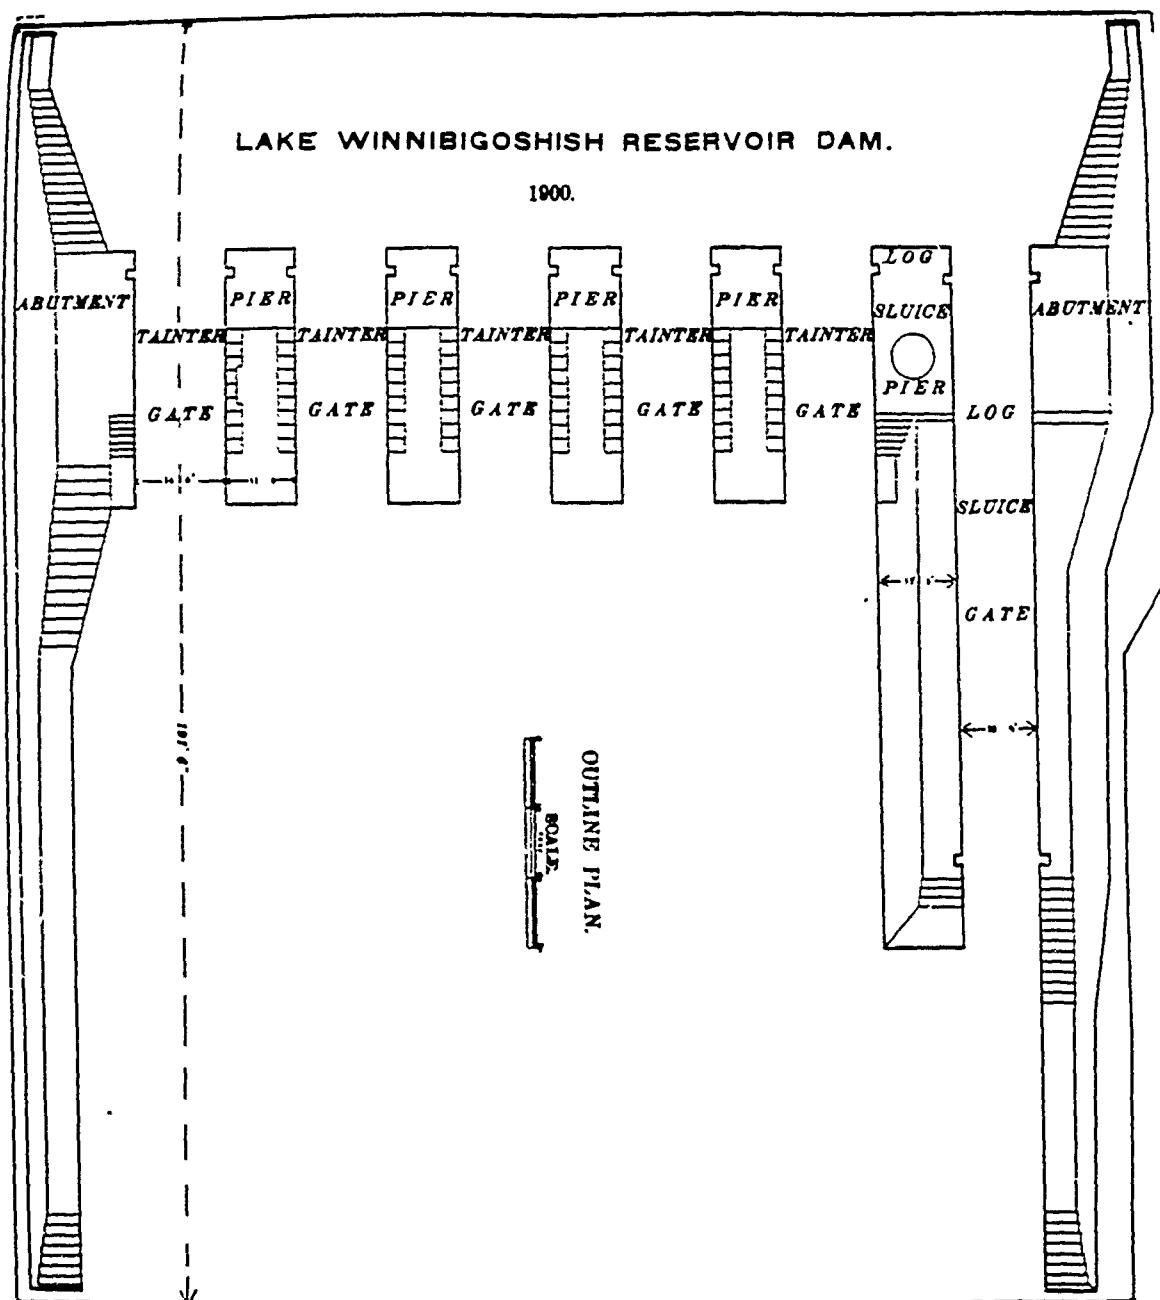 LAKE WINNIBIGOSHISH RESERVOIR DAM.
1900.
ABUTMENT
TAINTER
GATE
PIER
TAINTER
GATE
PIER
TAINTER
GATE
PIER
TAINTER
GATE
PIER
TAINTER
GATE
LOG
SLUICE
PIER
LOG
SLUICE
GATE
ABUTMENT
OUTLINE PLAN.
SCALE.